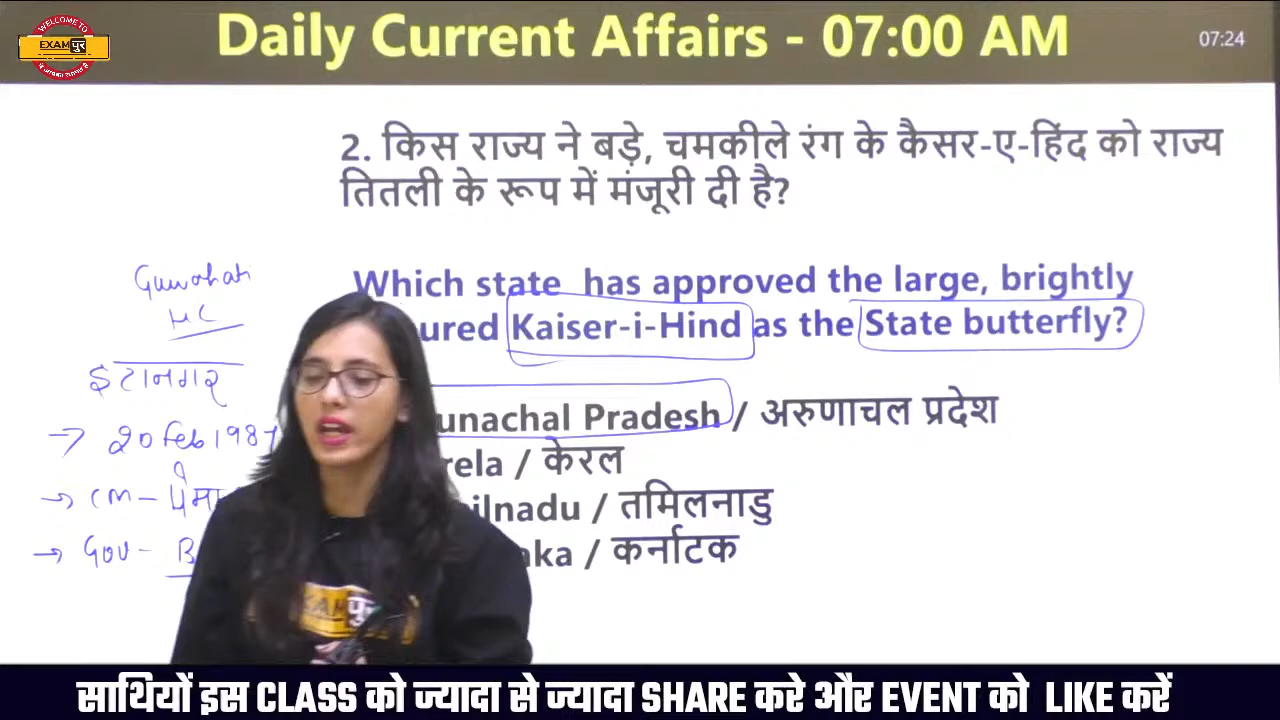 WELCOME TO
EXAMपुर
Daily Current Affairs - 07:00 AM
07:24
2. किस राज्य ने बड़े, चमकीले रंग के कैसर-ए-हिंद को राज्य
तितली के रूप में मंजूरी दी है?
Which state has approved the large, brightly
ured Kaiser-i-Hind as the State butterfly?
unachal Pradesh / अरुणाचल प्रदेश
rela / केरल
ilnadu / तमिलनाडु
aka / कर्नाटक
Guwahati
HC
इटानगर
→ 20 Feb 1987
→ CM - पेमा
→ Gov - B
EXAMपुर
साथियों इस CLASS को ज्यादा से ज्यादा SHARE करे और EVENT को LIKE करें